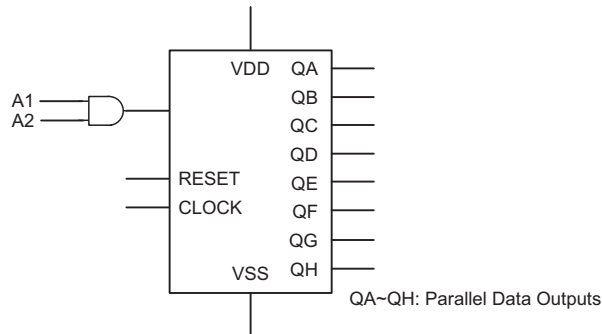 VDD QA
QB
A1
A2
QC
QD
RESET
QE
CLOCK
QF
QG
VSS
QH
QA~QH: Parallel Data Outputs